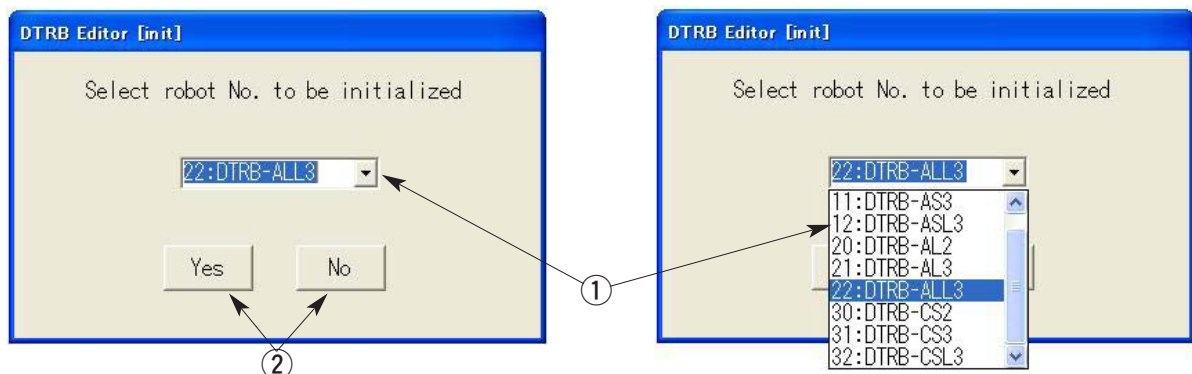 DTRB Editor [init]
Select robot No. to be initialized
22:DTRB-ALL3
Yes
No
②
①
DTRB Editor [init]
Select robot No. to be initialized
22:DTRB-ALL3
11:DTRB-AS3
12:DTRB-ASL3
20:DTRB-AL2
21:DTRB-AL3
22:DTRB-ALL3
30:DTRB-CS2
31:DTRB-CS3
32:DTRB-CSL3